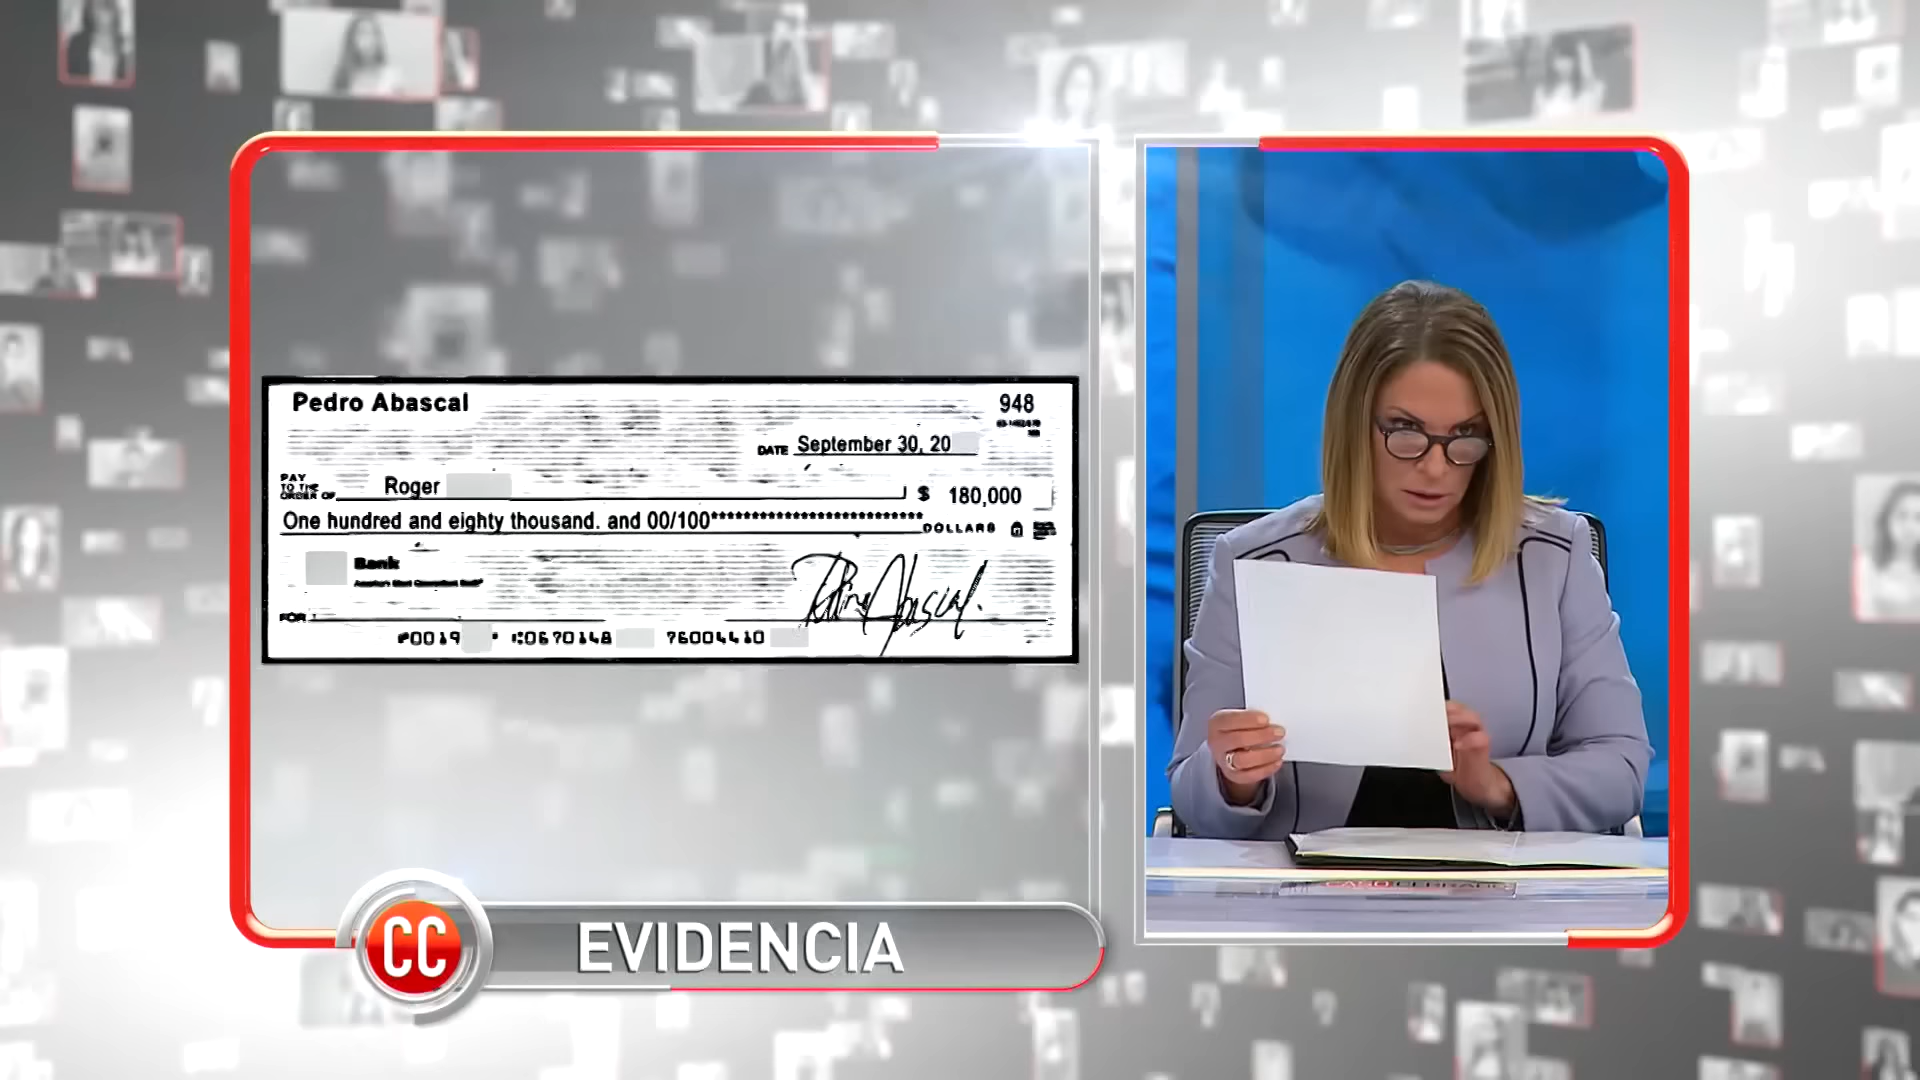 Pedro Abascal
948
DATE September 30, 20
PAY TO THE ORDER OF Roger $ 180,000
One hundred and eighty thousand. and 00/100************************** DOLLARS
Bank
FOR
Abascal.
CC EVIDENCIA